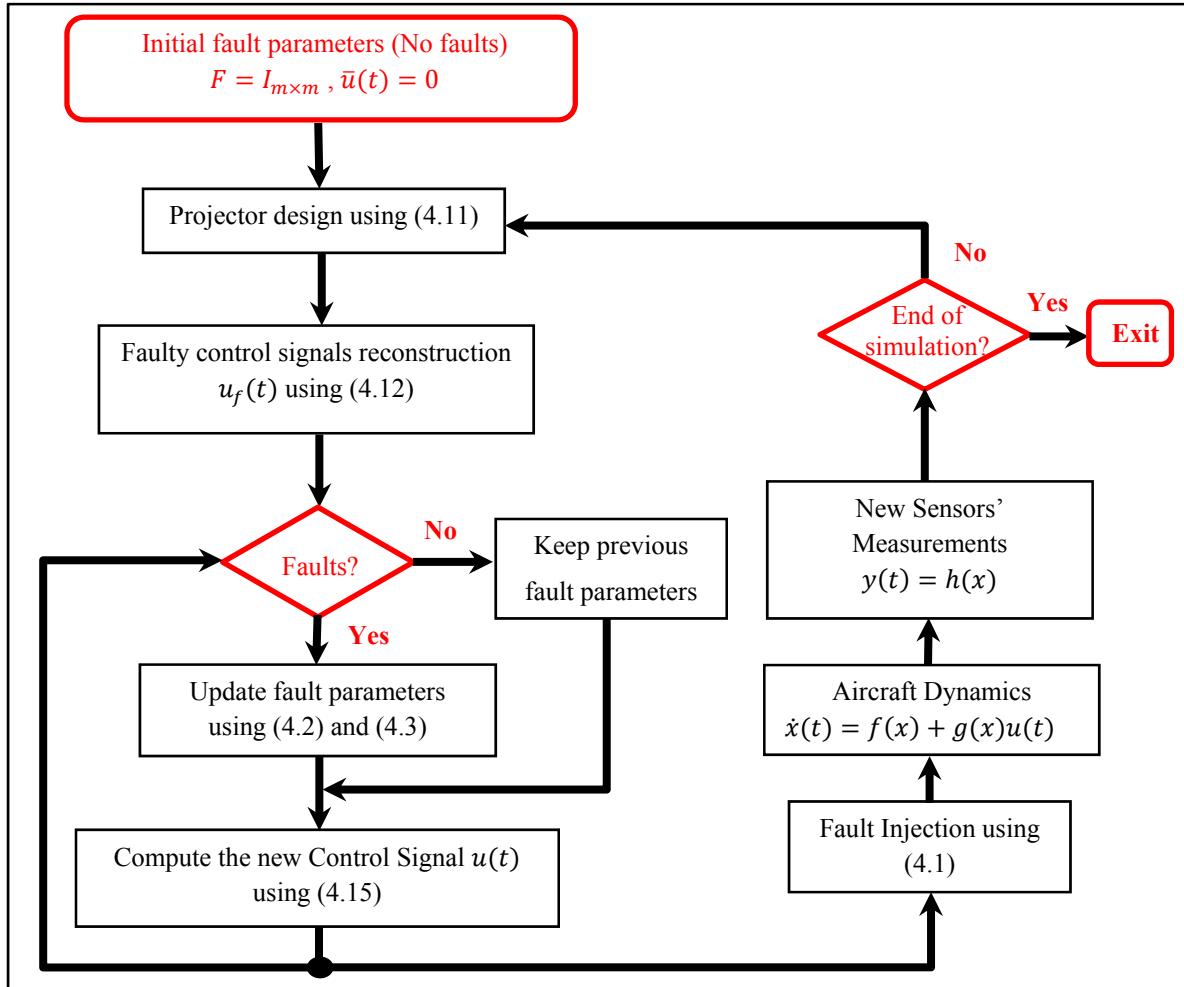 Initial fault parameters (No faults)
F = I_{m×m} , ū(t) = 0
Projector design using (4.11)
Faulty control signals reconstruction
u_f(t) using (4.12)
Faults?
No
Keep previous
fault parameters
Yes
Update fault parameters
using (4.2) and (4.3)
Compute the new Control Signal u(t)
using (4.15)
Fault Injection using
(4.1)
Aircraft Dynamics
ẋ(t) = f(x) + g(x)u(t)
New Sensors’
Measurements
y(t) = h(x)
End of
simulation?
No
Yes
Exit